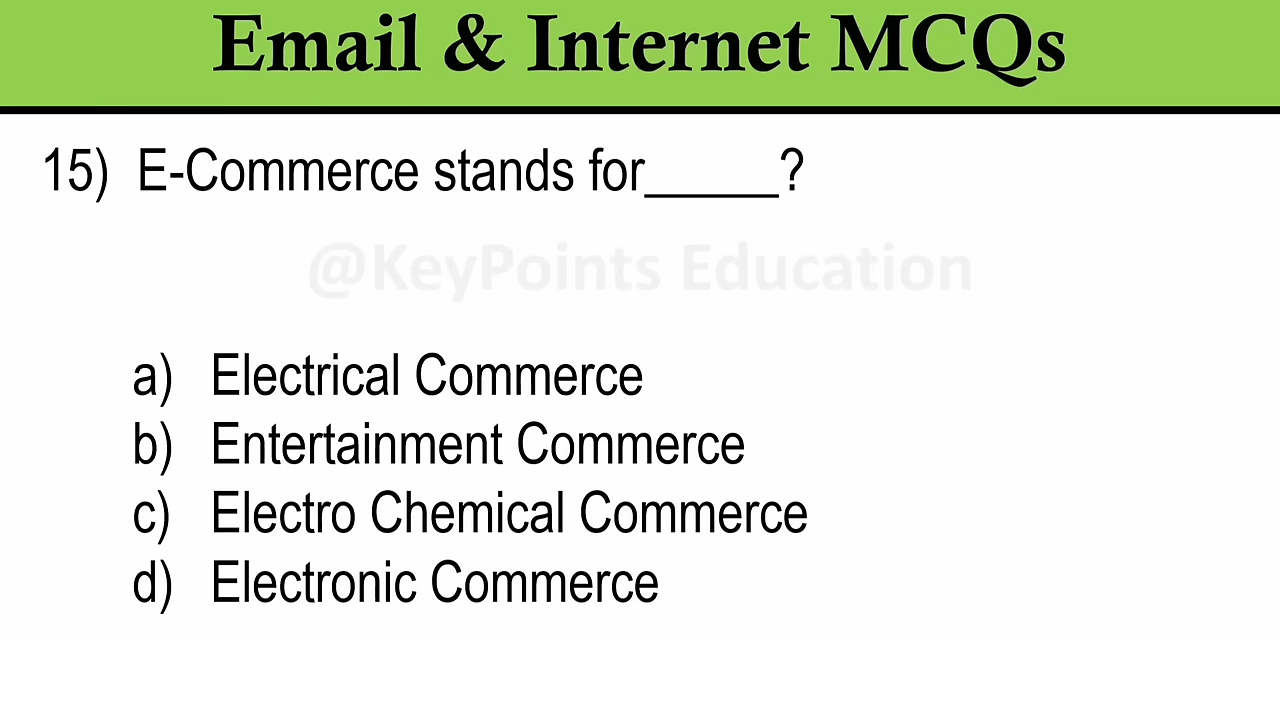 Email & Internet MCQs
15) E-Commerce stands for_____?
@KeyPoints Education
a) Electrical Commerce
b) Entertainment Commerce
c) Electro Chemical Commerce
d) Electronic Commerce